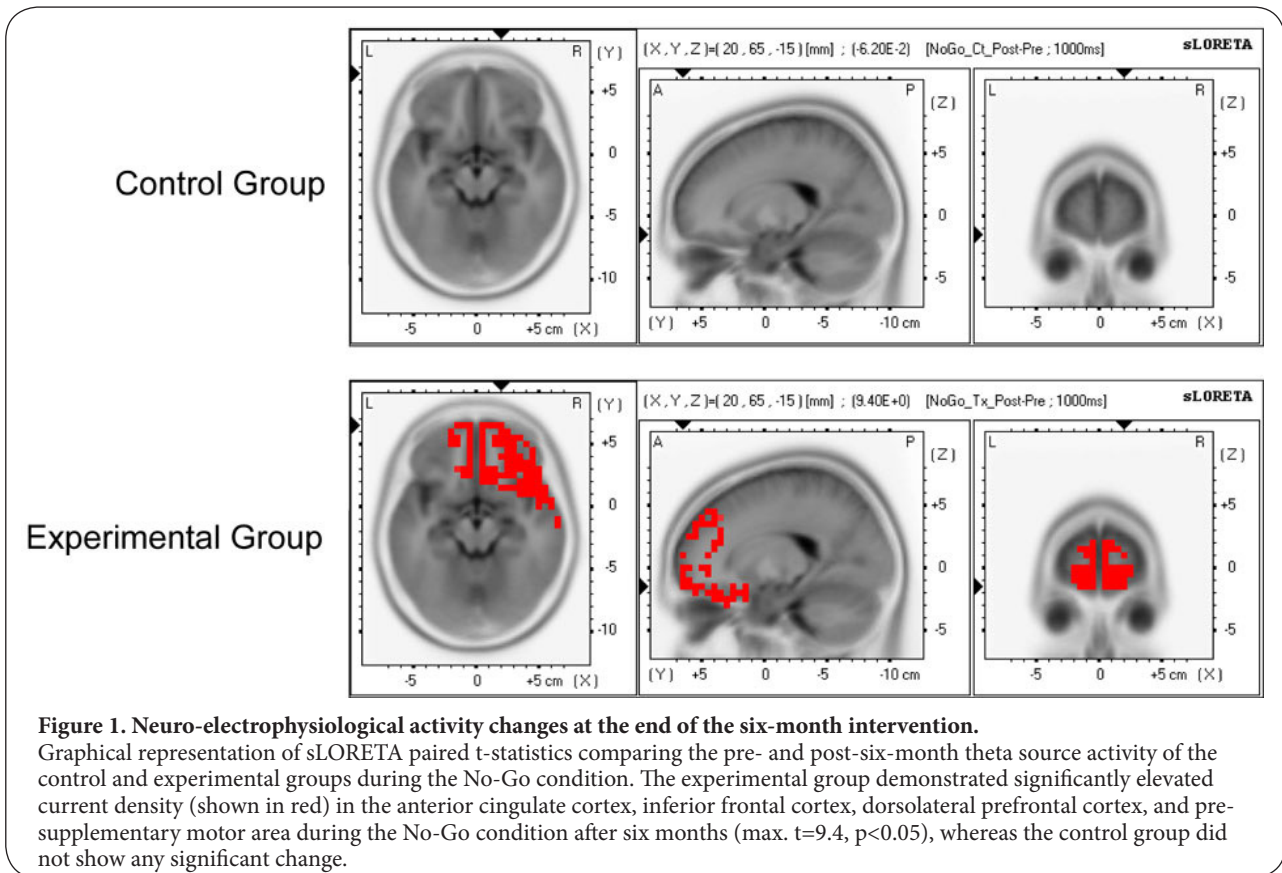 Control Group
L R (Y) (X,Y,Z)=( 20 , 65 , -15 ) [mm] ; (-6.20E-2) [NoGo_Ct_Post-Pre ; 1000ms] sLORETA
A P (Z) L R (Z)
+5 0 -5 -10
+5 0 -5
+5 0 -5
-5 0 +5 cm (X) (Y) +5 0 -5 -10 cm -5 0 +5 cm (X)
Experimental Group
L R (Y) (X,Y,Z)=( 20 , 65 , -15 ) [mm] ; (9.40E+0) [NoGo_Tx_Post-Pre ; 1000ms] sLORETA
A P (Z) L R (Z)
+5 0 -5 -10
+5 0 -5
+5 0 -5
-5 0 +5 cm (X) (Y) +5 0 -5 -10 cm -5 0 +5 cm (X)
Figure 1. Neuro-electrophysiological activity changes at the end of the six-month intervention.
Graphical representation of sLORETA paired t-statistics comparing the pre- and post-six-month theta source activity of the
control and experimental groups during the No-Go condition. The experimental group demonstrated significantly elevated
current density (shown in red) in the anterior cingulate cortex, inferior frontal cortex, dorsolateral prefrontal cortex, and pre-
supplementary motor area during the No-Go condition after six months (max. t=9.4, p<0.05), whereas the control group did
not show any significant change.